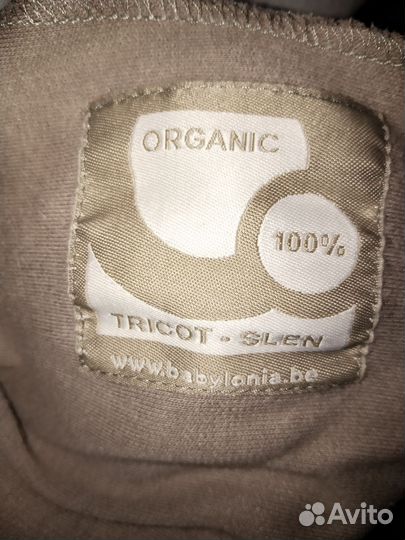 ORGANIC
100%
TRICOT - SLEN
www.babylonia.be
Avito